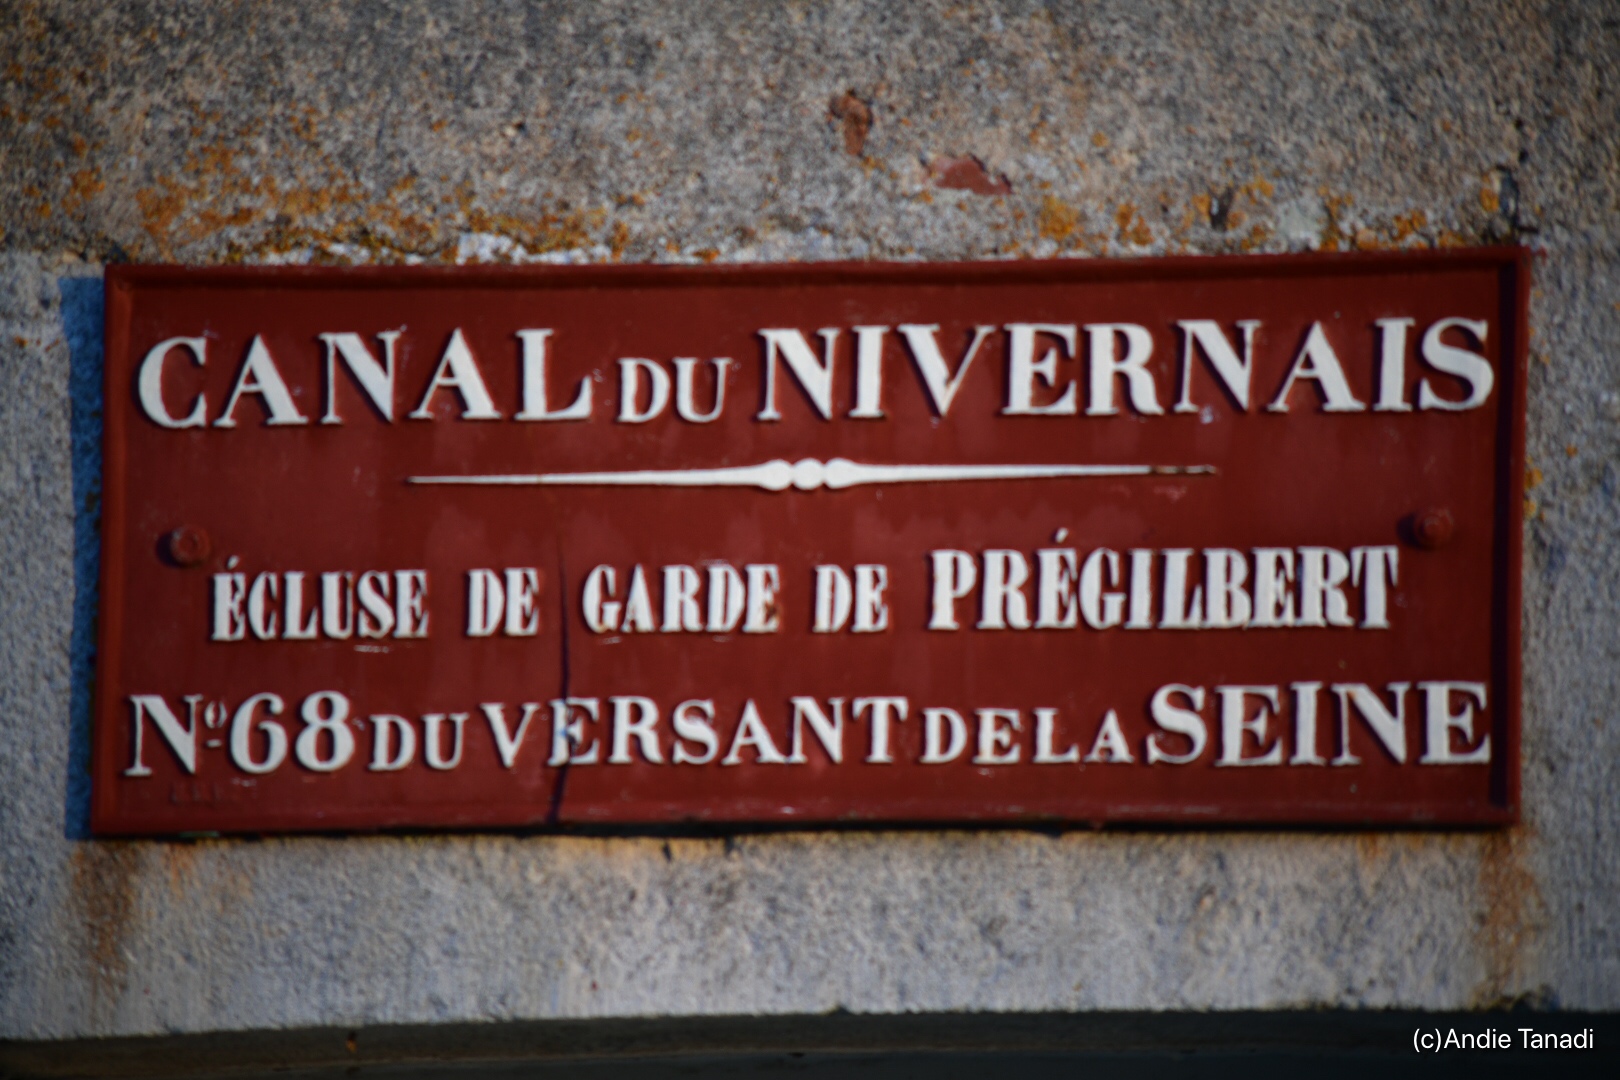 CANAL DU NIVERNAIS
ÉCLUSE DE GARDE DE PRÉGILBERT
Nº 68 DU VERSANT DE LA SEINE
(c)Andie Tanadi